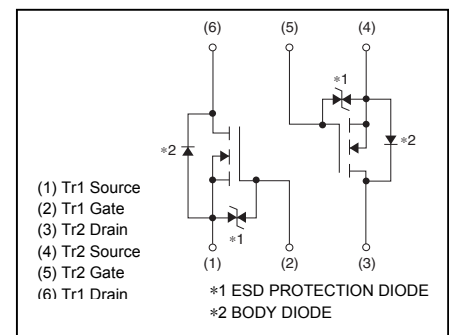 (6) (5) (4)
∗1
∗2 ∗2
(1) Tr1 Source
(2) Tr1 Gate
(3) Tr2 Drain
(4) Tr2 Source
(5) Tr2 Gate
(6) Tr1 Drain
∗1
(1) (2) (3)
∗1 ESD PROTECTION DIODE
∗2 BODY DIODE